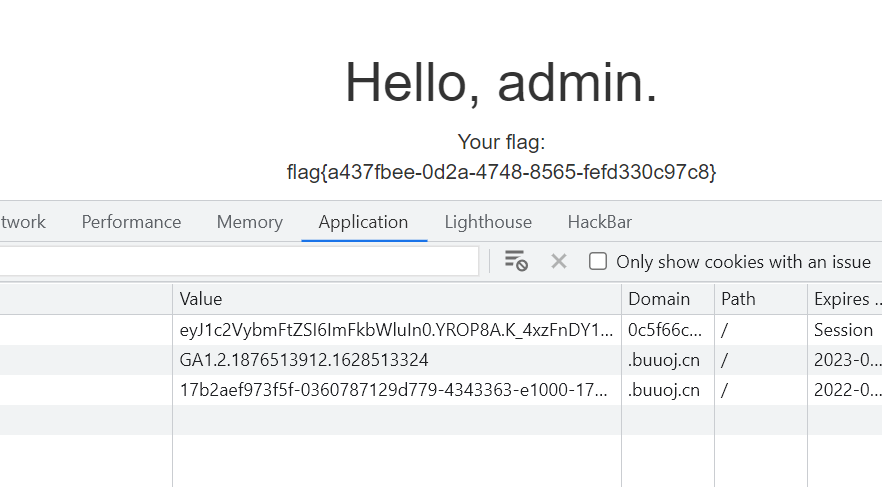 Hello, admin.
Your flag:
flag{a437fbee-0d2a-4748-8565-fefd330c97c8}
twork Performance Memory Application Lighthouse HackBar
Only show cookies with an issue
Value Domain Path Expires ...
eyJ1c2VybmFtZSI6ImFkbWluIn0.YROP8A.K_4xzFnDY1... 0c5f66c... / Session
GA1.2.1876513912.1628513324 .buuoj.cn / 2023-0...
17b2aef973f5f-0360787129d779-4343363-e1000-17... .buuoj.cn / 2022-0...